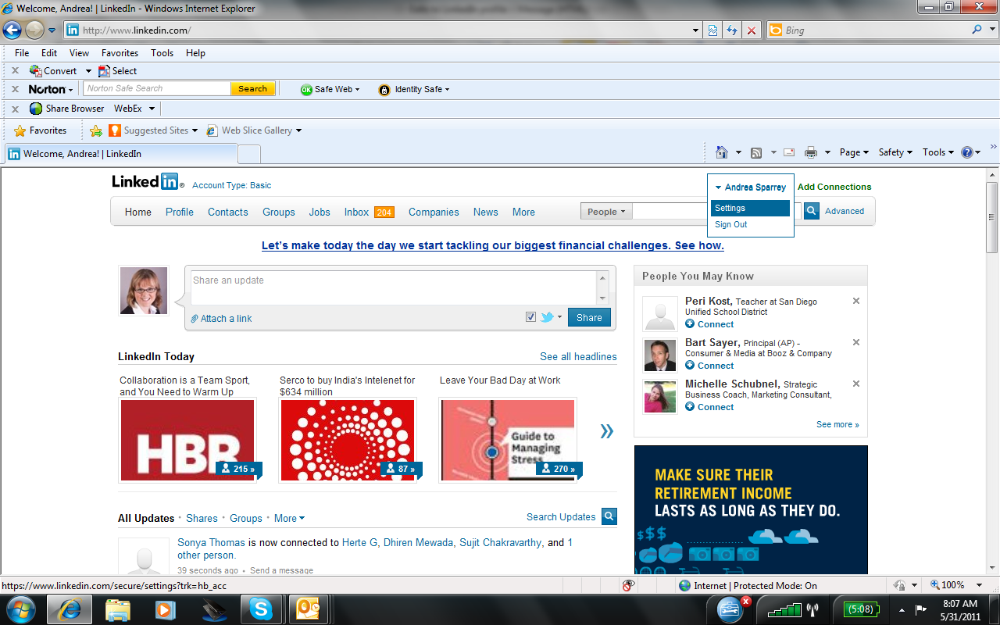 Welcome, Andrea! | LinkedIn - Windows Internet Explorer
http://www.linkedin.com/
Bing
File Edit View Favorites Tools Help
x Convert Select
x Norton Norton Safe Search Search OK Safe Web Identity Safe
x Share Browser WebEx
Favorites Suggested Sites Web Slice Gallery
in Welcome, Andrea! | LinkedIn Page Safety Tools ? »
Linked in ® Account Type: Basic Andrea Sparrey Add Connections
Home Profile Contacts Groups Jobs Inbox 204 Companies News More People Settings Advanced
Sign Out
Let's make today the day we start tackling our biggest financial challenges. See how.
Share an update
Attach a link Share
People You May Know
Peri Kost, Teacher at San Diego
Unified School District
Connect
Bart Sayer, Principal (AP) -
Consumer & Media at Booz & Company
Connect
Michelle Schubnel, Strategic
Business Coach, Marketing Consultant,
Connect
See more »
LinkedIn Today See all headlines
Collaboration is a Team Sport,
and You Need to Warm Up
HBR
215 »
Serco to buy India's Intelenet for
$634 million
87 »
Leave Your Bad Day at Work
Guide to
Managing
Stress
270 »
»
MAKE SURE THEIR
RETIREMENT INCOME
LASTS AS LONG AS THEY DO.
$$$
All Updates • Shares • Groups • More Search Updates
Sonya Thomas is now connected to Herte G, Dhiren Mewada, Sujit Chakravarthy, and 1
other person.
39 seconds ago • Send a message
https://www.linkedin.com/secure/settings?trk=hb_acc Internet | Protected Mode: On 100%
(5:08) 8:07 AM
5/31/2011